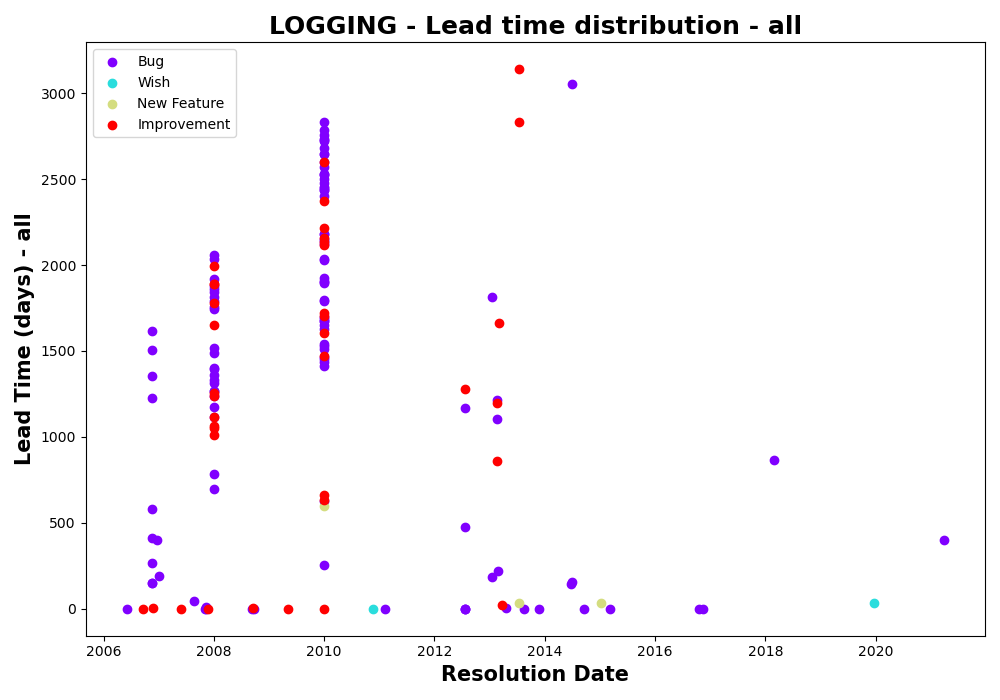 LOGGING - Lead time distribution - all
Bug
Wish
New Feature
Improvement
3000
2500
2000
1500
1000
500
0
Lead Time (days) - all
2006 2008 2010 2012 2014 2016 2018 2020
Resolution Date